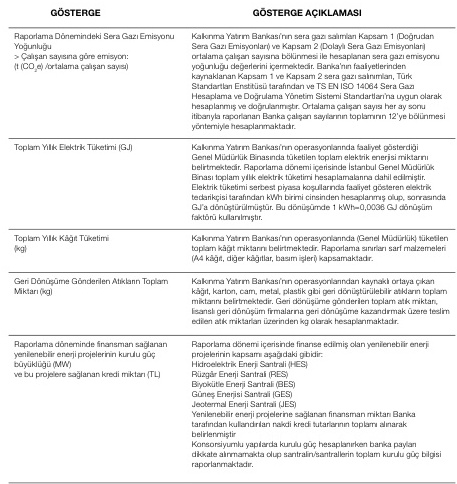 GÖSTERGE
GÖSTERGE AÇIKLAMASI
Raporlama Dönemindeki Sera Gazı Emisyonu
Yoğunluğu
> Çalışan sayısına göre emisyon:
(t (CO₂e) /ortalama çalışan sayısı)
Kalkınma Yatırım Bankası'nın sera gazı salımları Kapsam 1 (Doğrudan
Sera Gazı Emisyonları) ve Kapsam 2 (Dolaylı Sera Gazı Emisyonları)
ortalama çalışan sayısına bölünmesi ile hesaplanan sera gazı emisyonu
yoğunluğu değerlerini içermektedir. Banka'nın faaliyetlerinden
kaynaklanan Kapsam 1 ve Kapsam 2 sera gazı salınımları, Türk
Standartları Enstitüsü tarafından ve TS EN ISO 14064 Sera Gazı
Hesaplama ve Doğrulama Yönetim Sistemi Standartları'na uygun olarak
hesaplanmış ve doğrulanmıştır. Ortalama çalışan sayısı her ay sonu
itibarıyla raporlanan Banka çalışan sayılarının toplamının 12'ye bölünmesi
yöntemiyle hesaplanmaktadır.
Toplam Yıllık Elektrik Tüketimi (GJ)
Kalkınma Yatırım Bankası'nın operasyonlarında faaliyet gösterdiği
Genel Müdürlük Binasında tüketilen toplam elektrik enerjisi miktarını
belirtmektedir. Raporlama dönemi içerisinde İstanbul Genel Müdürlük
Binası toplam yıllık elektrik tüketimi hesaplamalarına dahil edilmiştir.
Elektrik tüketimi serbest piyasa koşullarında faaliyet gösteren elektrik
tedarikçisi tarafından kWh birimi cinsinden hesaplanmış olup, sonrasında
GJ'a dönüştürülmüştür. Bu dönüşümde 1 kWh=0,0036 GJ dönüşüm
faktörü kullanılmıştır.
Toplam Yıllık Kâğıt Tüketimi
(kg)
Kalkınma Yatırım Bankası'nın operasyonlarında (Genel Müdürlük) tüketilen
toplam kâğıt miktarını belirtmektedir. Raporlama sınırları sarf malzemeleri
(A4 kağıt, diğer kâğıtlar, basım işleri) kapsamaktadır.
Geri Dönüşüme Gönderilen Atıkların Toplam
Miktarı (kg)
Kalkınma Yatırım Bankası'nın operasyonlarından kaynaklı ortaya çıkan
kâğıt, karton, cam, metal, plastik gibi geri dönüştürülebilir atıkların toplam
miktarını belirtmektedir. Geri dönüşüme gönderilen toplam atık miktarı,
lisanslı geri dönüşüm firmalarına geri dönüşüme kazandırmak üzere teslim
edilen atık miktarları üzerinden kg olarak hesaplanmaktadır.
Raporlama döneminde finansman sağlanan
yenilenebilir enerji projelerinin kurulu güç
büyüklüğü (MW)
ve bu projelere sağlanan kredi miktarı (TL)
Raporlama dönemi içerisinde finanse edilmiş olan yenilenebilir enerji
projelerinin kapsamı aşağıdaki gibidir:
Hidroelektrik Enerji Santrali (HES)
Rüzgâr Enerji Santrali (RES)
Biyokütle Enerji Santrali (BES)
Güneş Enerjisi Santrali (GES)
Jeotermal Enerji Santrali (JES)
Yenilenebilir enerji projelerine sağlanan finansman miktarı Banka
tarafından kullandırılan nakdi kredi tutarlarının toplamı alınarak
belirlenmiştir
Konsorsiyumlu yapılarda kurulu güç hesaplanırken banka payları
dikkate alınmamakta olup santralin/santrallerin toplam kurulu güç bilgisi
raporlanmaktadır.